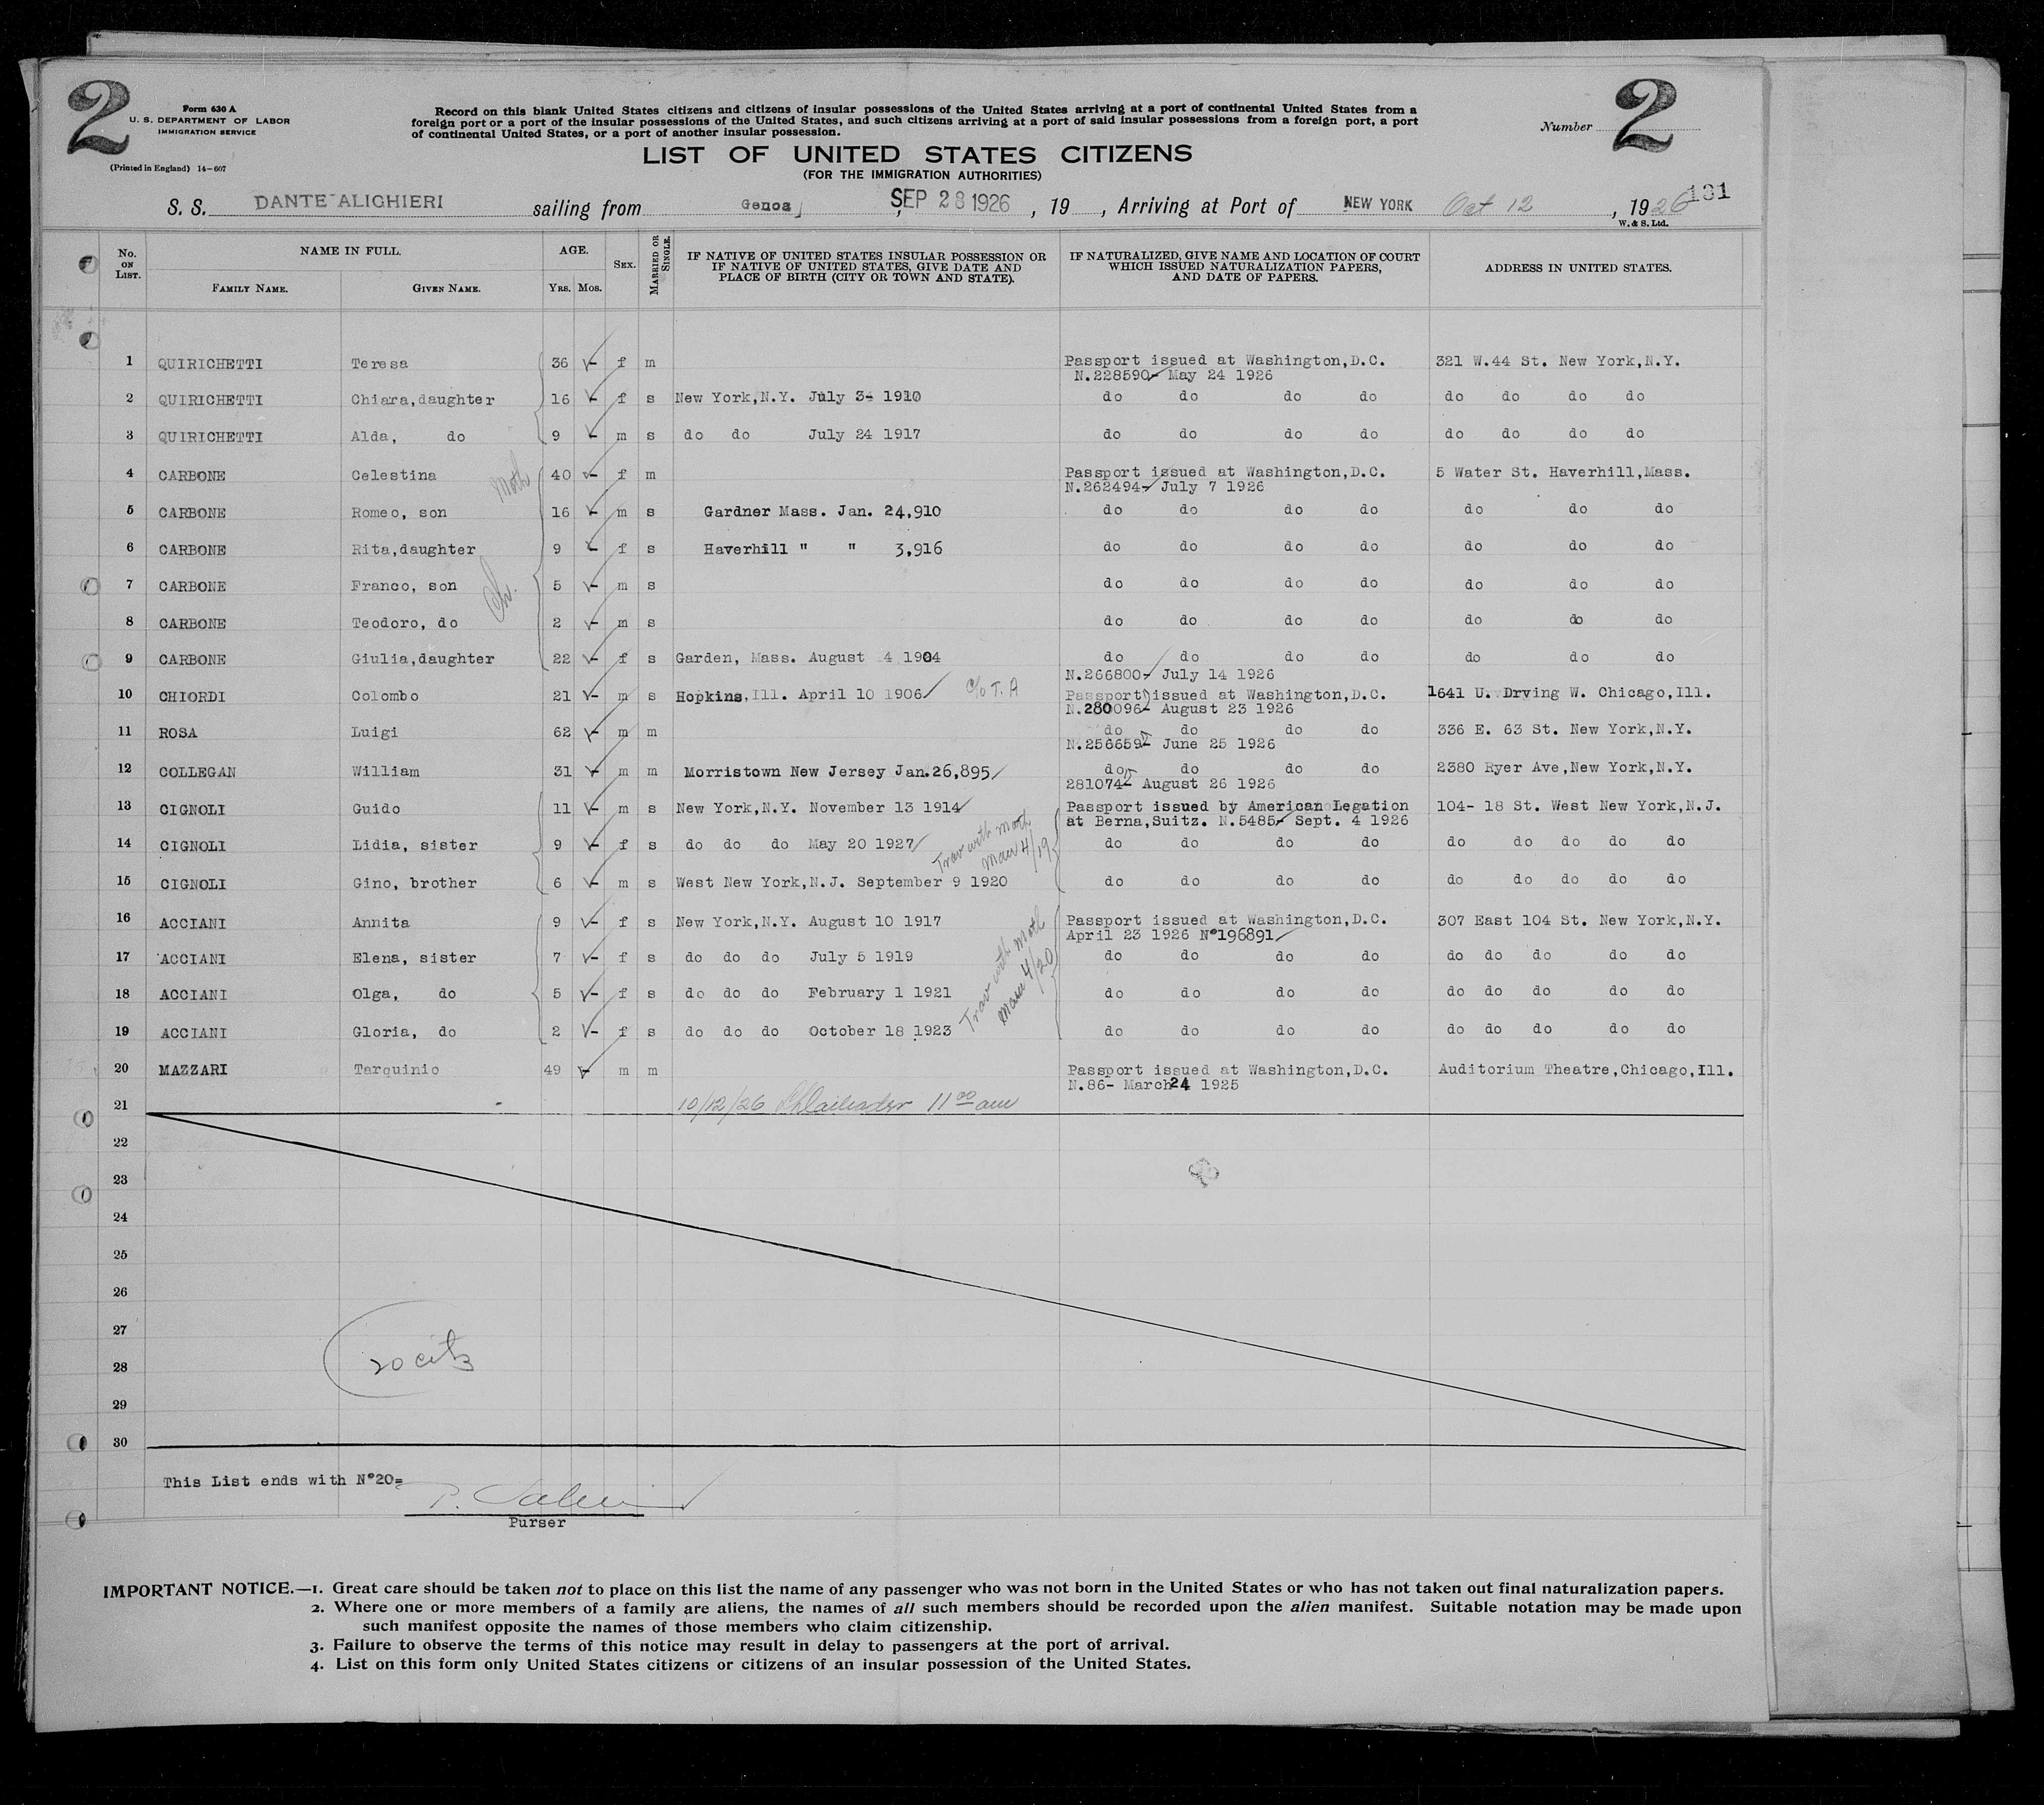 2
Form 630 A
U. S. DEPARTMENT OF LABOR
IMMIGRATION SERVICE
(Printed in England) 14-607
Record on this blank United States citizens and citizens of insular possessions of the United States arriving at a port of continental United States from a
foreign port or a port of the insular possessions of the United States, and such citizens arriving at a port of said insular possessions from a foreign port, a port
of continental United States, or a port of another insular possession.
Number 2
LIST OF UNITED STATES CITIZENS
(FOR THE IMMIGRATION AUTHORITIES)
S. S. DANTE ALIGHIERI sailing from Genoa, SEP 28 1926, 19 , Arriving at Port of NEW YORK Oct 12, 1926 131
W. & S. Ltd.
No. ON LIST. NAME IN FULL. FAMILY NAME. GIVEN NAME. AGE. YRS. MOS. SEX. MARRIED OR SINGLE. IF NATIVE OF UNITED STATES INSULAR POSSESSION OR IF NATIVE OF UNITED STATES, GIVE DATE AND PLACE OF BIRTH (CITY OR TOWN AND STATE). IF NATURALIZED, GIVE NAME AND LOCATION OF COURT WHICH ISSUED NATURALIZATION PAPERS, AND DATE OF PAPERS. ADDRESS IN UNITED STATES.
1 QUIRICHETTI Teresa 36 f m Passport issued at Washington,D.C. 321 W.44 St. New York,N.Y.
N.228590- May 24 1926
2 QUIRICHETTI Chiara,daughter 16 f s New York,N.Y. July 3- 1910 do do do do do do do do
3 QUIRICHETTI Alda, do 9 m s do do July 24 1917 do do do do do do do do
Moth
4 CARBONE Celestina 40 f m Passport issued at Washington,D.C. 5 Water St. Haverhill,Mass.
N.262494- July 7 1926
5 CARBONE Romeo, son 16 m s Gardner Mass. Jan. 24,910 do do do do do do do
6 CARBONE Rita,daughter 9 f s Haverhill " " 3,916 do do do do do do do
Ch.
7 CARBONE Franco, son 5 m s do do do do do do do
8 CARBONE Teodoro, do 2 m s do do do do do do do
9 CARBONE Giulia,daughter 22 f s Garden, Mass. August 4 1904 do do do do do do do
N.266800- July 14 1926
10 CHIORDI Colombo 21 m s Hopkins,Ill. April 10 1906 C/o T. A Passport issued at Washington,D.C. 1641 U. Drving W. Chicago,Ill.
N.280096- August 23 1926
11 ROSA Luigi 62 m m do do do do 336 E. 63 St. New York,N.Y.
N.256659- June 25 1926
12 COLLEGAN William 31 m m Morristown New Jersey Jan.26,895 do do do do 2380 Ryer Ave,New York,N.Y.
281074- August 26 1926
13 CIGNOLI Guido 11 m s New York,N.Y. November 13 1914 Passport issued by American Legation 104- 18 St. West New York,N.J.
at Berna,Suitz. N.5485- Sept. 4 1926
14 CIGNOLI Lidia, sister 9 f s do do do May 20 1927 do do do do do do do do do
Trav with Moth
4/19
15 CIGNOLI Gino, brother 6 m s West New York,N.J. September 9 1920 do do do do do do do do do
16 ACCIANI Annita 9 f s New York,N.Y. August 10 1917 Passport issued at Washington,D.C. 307 East 104 St. New York,N.Y.
April 23 1926 N°196891
Trav with Moth
4/20
17 ACCIANI Elena, sister 7 f s do do do July 5 1919 do do do do do do do do do
18 ACCIANI Olga, do 5 f s do do do February 1 1921 do do do do do do do do do
19 ACCIANI Gloria, do 2 f s do do do October 18 1923 do do do do do do do do do
20 MAZZARI Tarquinio 49 m m Passport issued at Washington,D.C. Auditorium Theatre,Chicago,Ill.
N.86- March 24 1925
21 10/12/26 11 00 am
22
23
24
25
26
27
28
29
30
20 citz
This List ends with N°20=
Purser
IMPORTANT NOTICE.—1. Great care should be taken not to place on this list the name of any passenger who was not born in the United States or who has not taken out final naturalization papers.
2. Where one or more members of a family are aliens, the names of all such members should be recorded upon the alien manifest. Suitable notation may be made upon
such manifest opposite the names of those members who claim citizenship.
3. Failure to observe the terms of this notice may result in delay to passengers at the port of arrival.
4. List on this form only United States citizens or citizens of an insular possession of the United States.